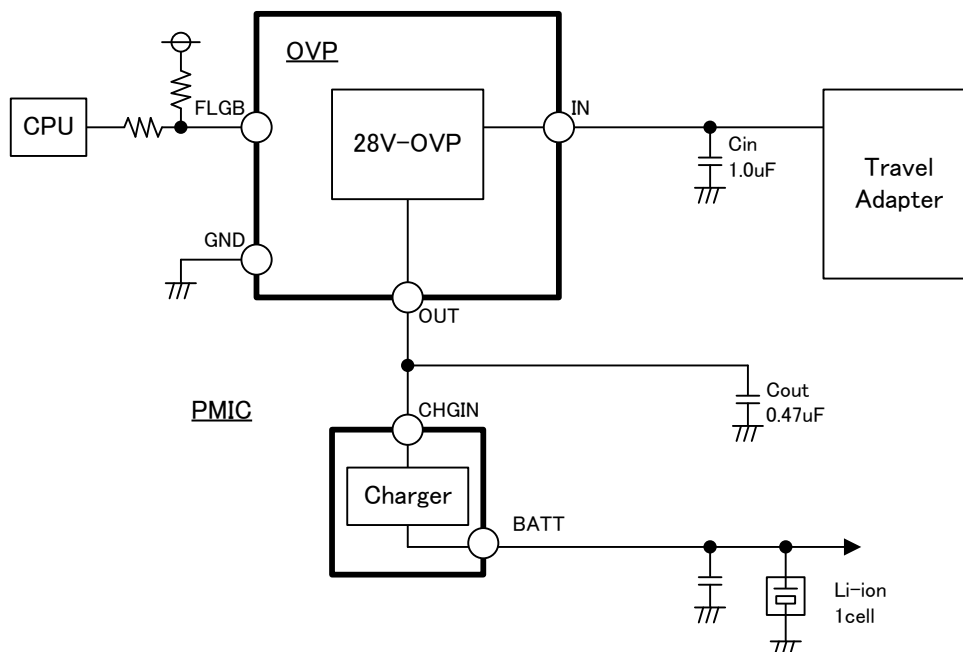 OVP
FLGB
IN
CPU
28V-OVP
Cin
1.0uF
Travel
Adapter
GND
OUT
Cout
0.47uF
PMIC
CHGIN
Charger
BATT
Li-ion
1cell